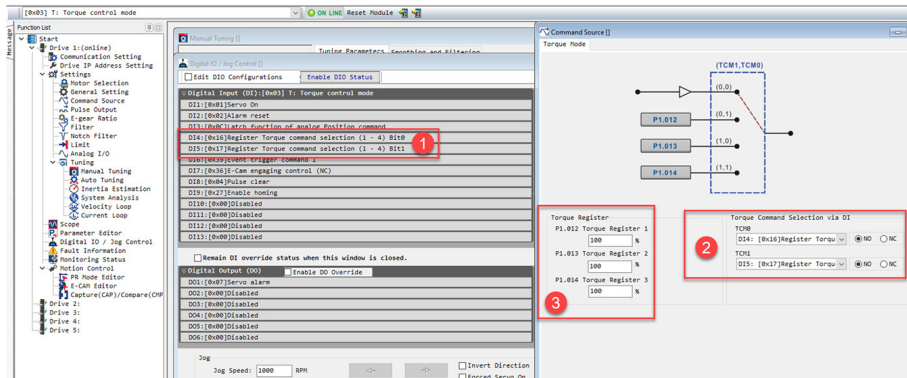 [0x03] T: Torque control mode
ON LINE Reset Module
Message
Function List
Start
Drive 1:(online)
Communication Setting
Drive IP Address Setting
Settings
Motor Selection
General Setting
Command Source
Pulse Output
E-gear Ratio
Filter
Notch Filter
Limit
Analog I/O
Tuning
Manual Tuning
Auto Tuning
Inertia Estimation
System Analysis
Velocity Loop
Current Loop
Scope
Parameter Editor
Digital IO / Jog Control
Fault Information
Monitoring Status
Motion Control
PR Mode Editor
E-CAM Editor
Capture(CAP)/Compare(CMP
Drive 2:
Drive 3:
Drive 4:
Drive 5:
Manual Tuning []
Tuning Parameters Smoothing and Filtering
Digital IO / Jog Control []
Edit DIO Configurations Enable DIO Status
Digital Input (DI):[0x03] T: Torque control mode
DI1:[0x01]Servo On
DI2:[0x02]Alarm reset
DI3:[0x0C]Latch function of analog Position command
DI4:[0x16]Register Torque command selection (1 - 4) Bit0
DI5:[0x17]Register Torque command selection (1 - 4) Bit1
1
DI6:[0x39]Event trigger command 1
DI7:[0x36]E-Cam engaging control (NC)
DI8:[0x04]Pulse clear
DI9:[0x27]Enable homing
DI10:[0x00]Disabled
DI11:[0x00]Disabled
DI12:[0x00]Disabled
DI13:[0x00]Disabled
Remain DI override status when this window is closed.
Digital Output (DO) Enable DO Override
DO1:[0x07]Servo alarm
DO2:[0x00]Disabled
DO3:[0x00]Disabled
DO4:[0x00]Disabled
DO5:[0x00]Disabled
DO6:[0x00]Disabled
Jog
Jog Speed: 1000 RPM
Invert Direction
Forced Servo On
Command Source []
Torque Mode
(TCM1,TCM0)
(0,0)
P1.012 (0,1)
P1.013 (1,0)
P1.014 (1,1)
Torque Register
P1.012 Torque Register 1
100 %
P1.013 Torque Register 2
100 %
P1.014 Torque Register 3
100 %
3
2
Torque Command Selection via DI
TCM0
DI4: [0x16]Register Torqu NO NC
TCM1
DI5: [0x17]Register Torqu NO NC